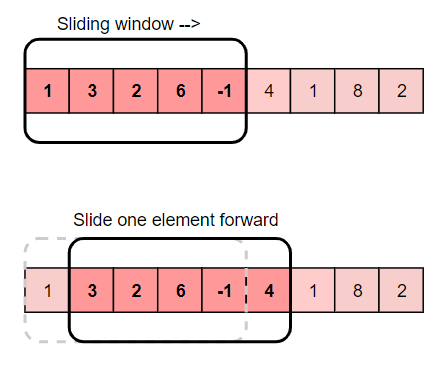 Sliding window -->
1 3 2 6 -1 4 1 8 2
Slide one element forward
1 3 2 6 -1 4 1 8 2